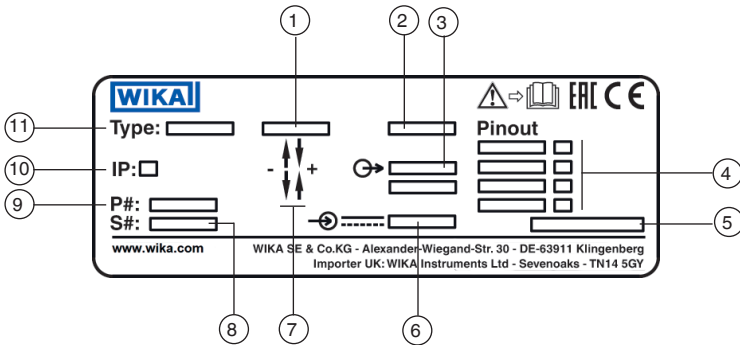 1 2 3
WIKA EAC CE
11 Type: Pinout
10 IP: - + 4
9 P#:
S#: 5
www.wika.com WIKA SE & Co.KG - Alexander-Wiegand-Str. 30 - DE-63911 Klingenberg
Importer UK: WIKA Instruments Ltd - Sevenoaks - TN14 5GY
8 7 6